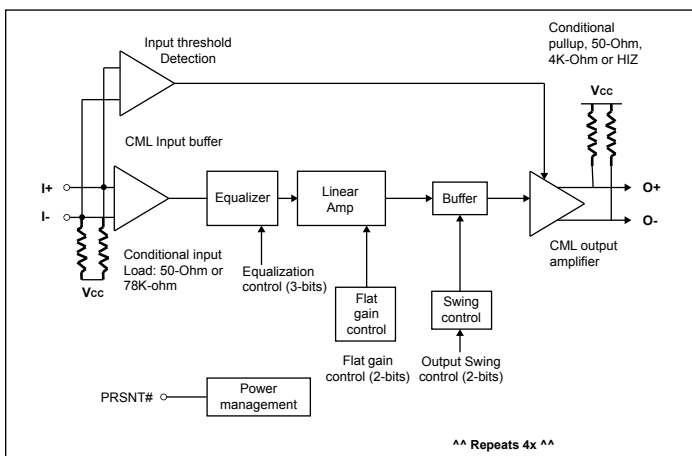 Input threshold
Detection
Conditional
pullup, 50-Ohm,
4K-Ohm or HIZ
Vcc
CML Input buffer
I+
I-
Equalizer
Linear
Amp
Buffer
O+
O-
CML output
amplifier
Vcc
Conditional input
Load: 50-Ohm or
78K-ohm
Equalization
control (3-bits)
Flat
gain
control
Swing
control
Flat gain
control (2-bits)
Output Swing
control (2-bits)
PRSNT#
Power
management
^^ Repeats 4x ^^